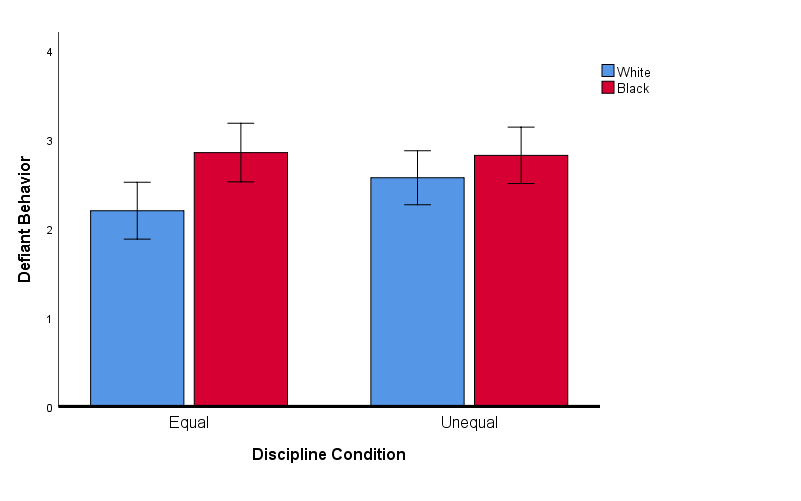 4
3
2
1
0
Defiant Behavior
White
Black
Equal
Unequal
Discipline Condition